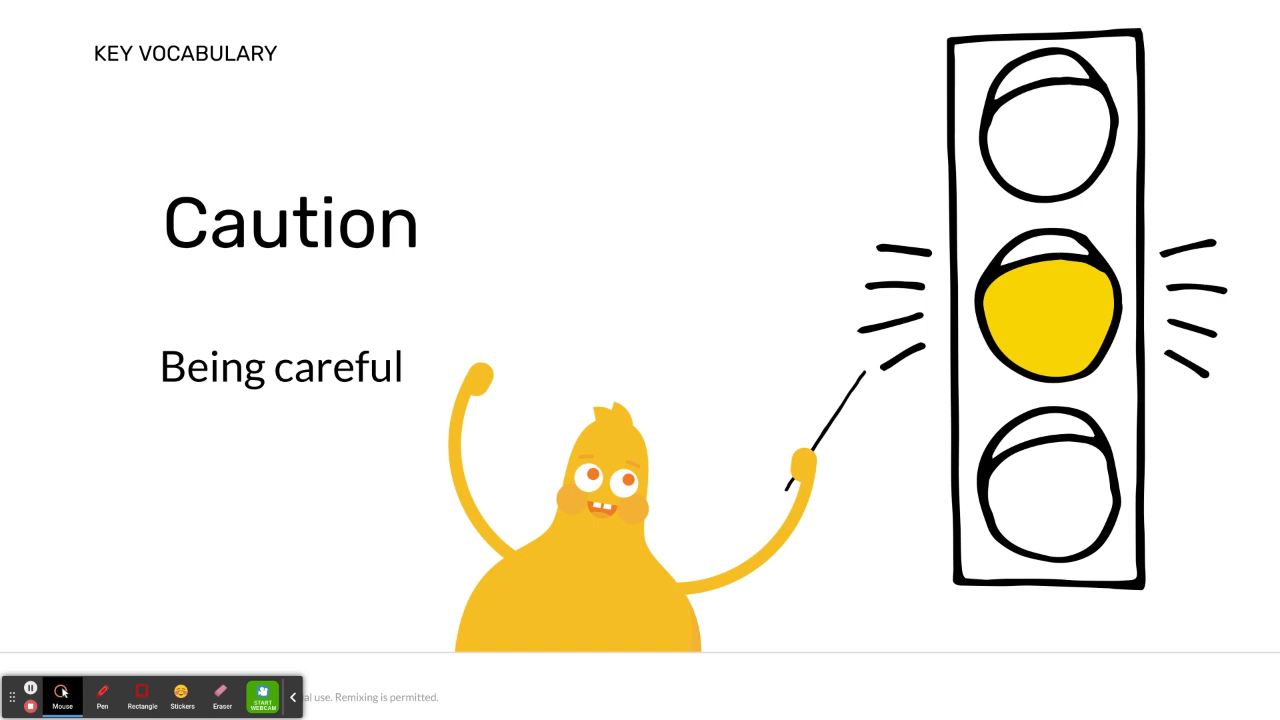 KEY VOCABULARY
Caution
Being careful
al use. Remixing is permitted.
Mouse
Pen
Rectangle
Stickers
Eraser
START
WEBCAM